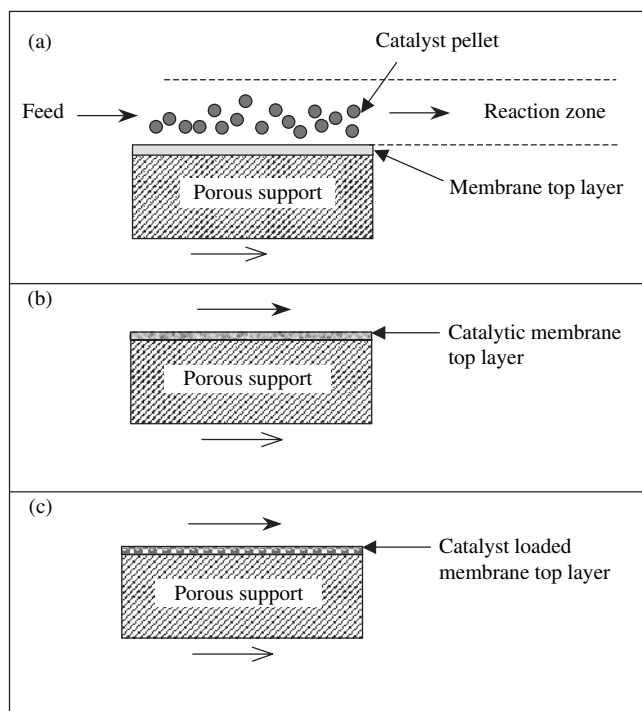 (a)
Catalyst pellet
Feed
Reaction zone
Porous support
Membrane top layer
(b)
Catalytic membrane
top layer
Porous support
(c)
Catalyst loaded
membrane top layer
Porous support